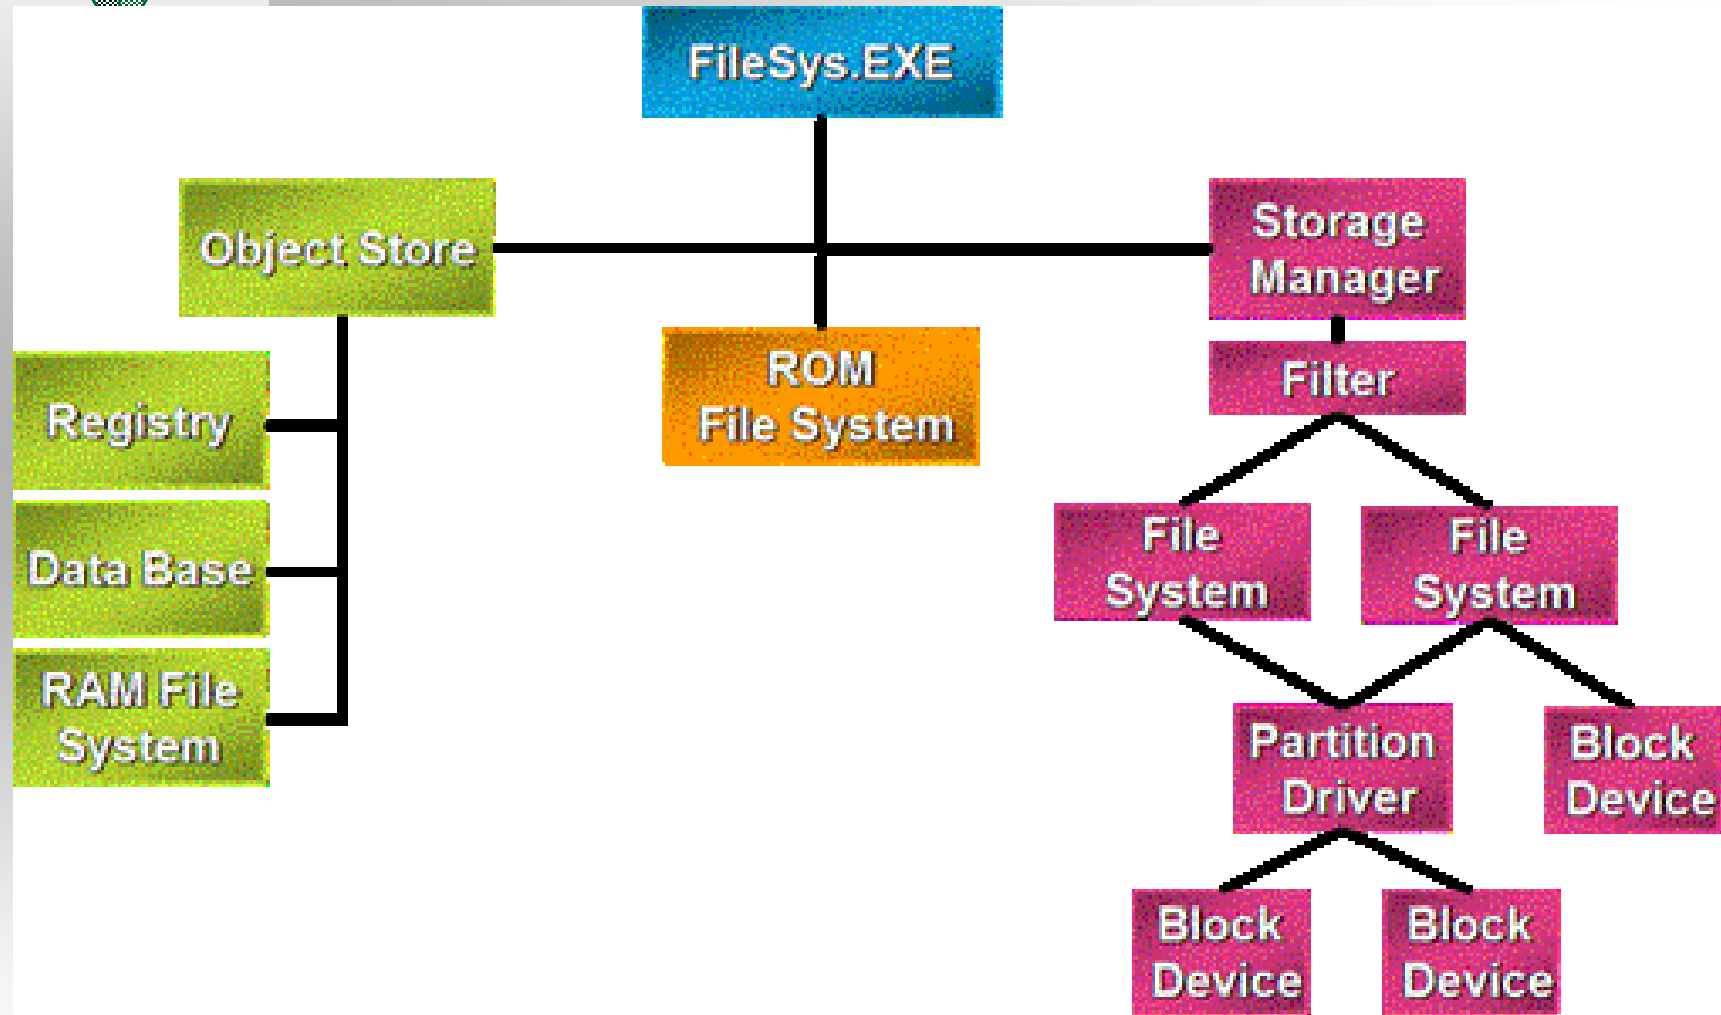 FileSys.EXE
Object Store
Storage
Manager
ROM
File System
Filter
Registry
Data Base
RAM File
System
File
System
File
System
Partition
Driver
Block
Device
Block
Device
Block
Device